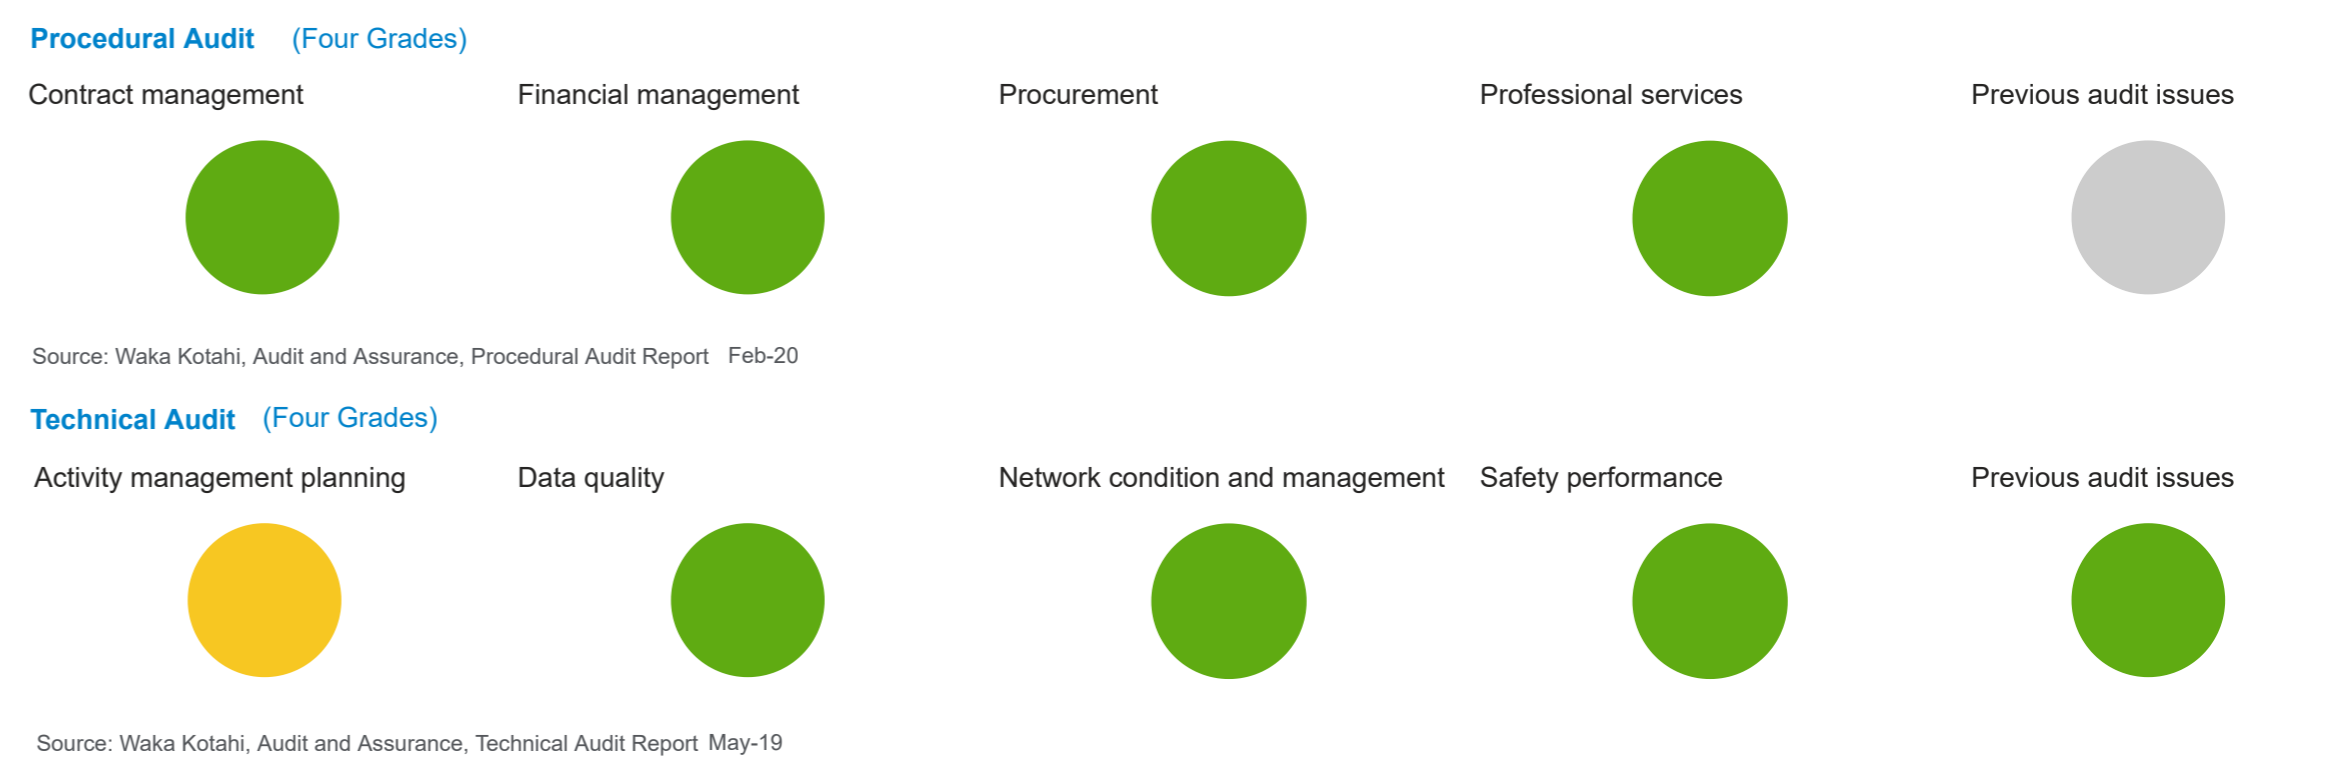 Procedural Audit (Four Grades)
Contract management Financial management Procurement Professional services Previous audit issues
Source: Waka Kotahi, Audit and Assurance, Procedural Audit Report Feb-20
Technical Audit (Four Grades)
Activity management planning Data quality Network condition and management Safety performance Previous audit issues
Source: Waka Kotahi, Audit and Assurance, Technical Audit Report May-19